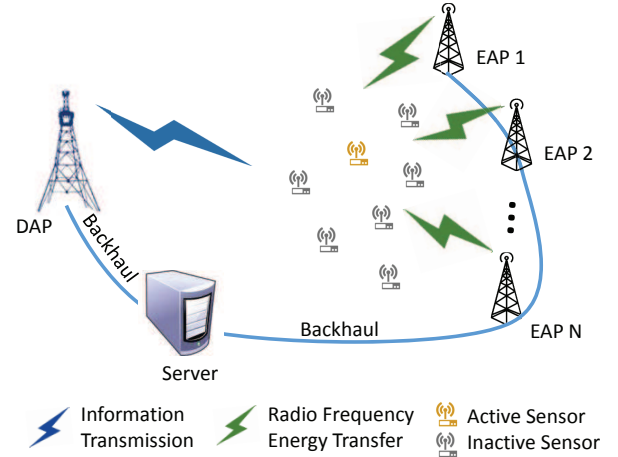 EAP 1
EAP 2
DAP
Backhaul
EAP N
Backhaul
Server
Information
Transmission
Radio Frequency
Energy Transfer
Active Sensor
Inactive Sensor